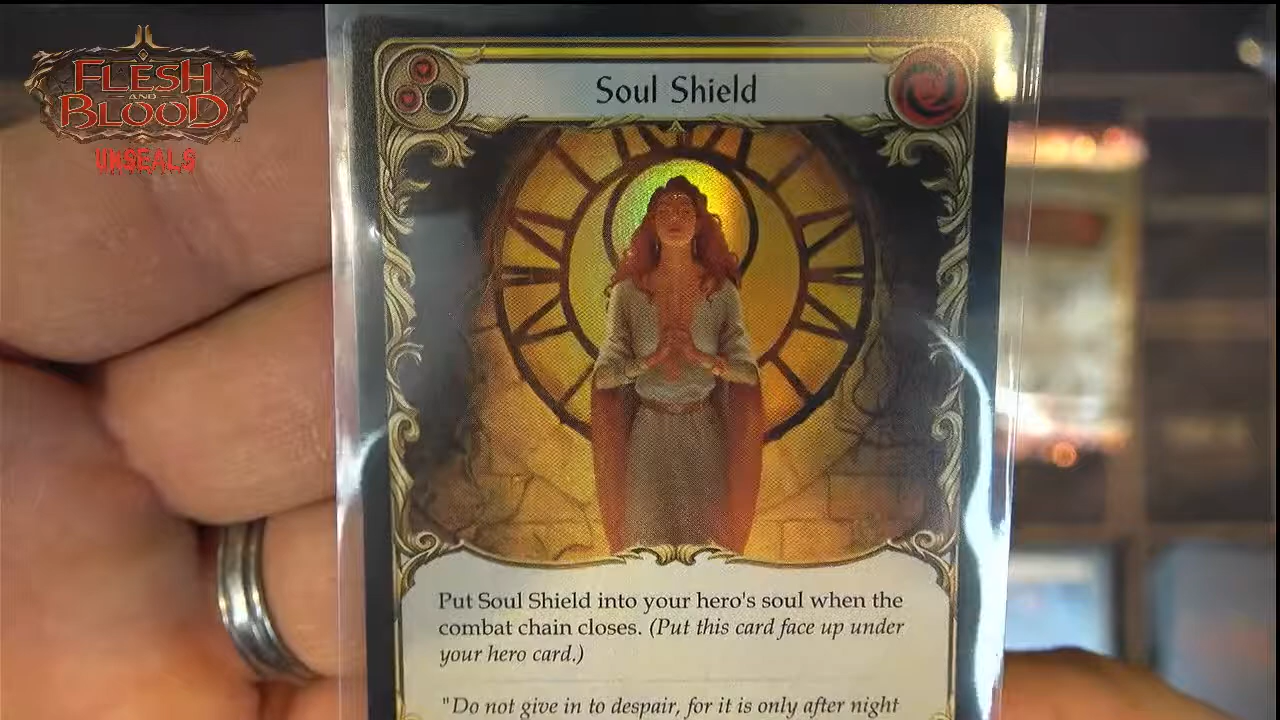 FLESH
AND
BLOOD
UNSEALS
Soul Shield
Put Soul Shield into your hero's soul when the
combat chain closes. (Put this card face up under
your hero card.)
"Do not give in to despair, for it is only after night